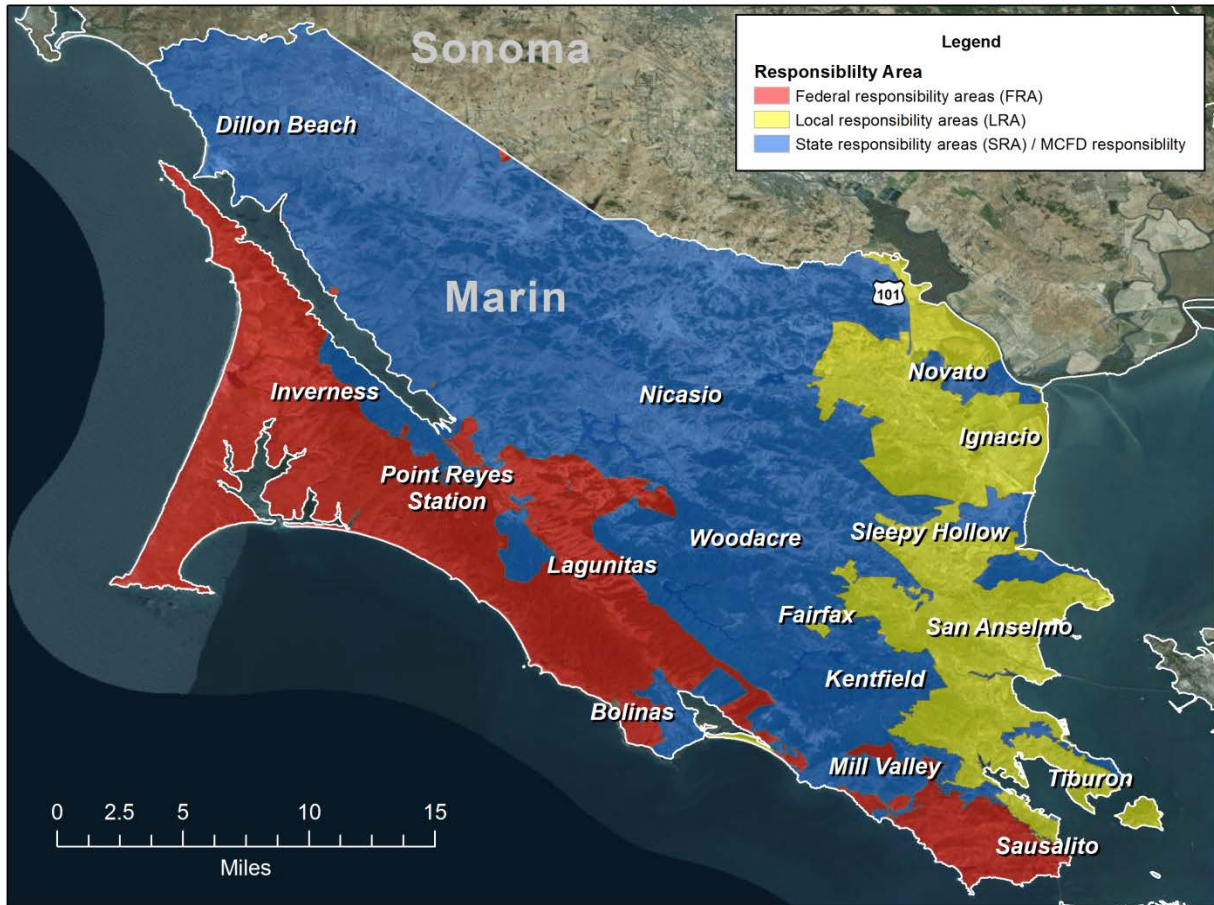 Sonoma
Legend
Responsiblity Area
Federal responsibility areas (FRA)
Local responsibility areas (LRA)
State responsibility areas (SRA) / MCFD responsiblity
Dillon Beach
Marin
101
Inverness
Nicasio
Novato
Ignacio
Point Reyes
Station
Lagunitas
Woodacre
Sleepy Hollow
Fairfax
San Anselmo
Kentfield
Bolinas
Mill Valley
Tiburon
Sausalito
0 2.5 5 10 15
Miles